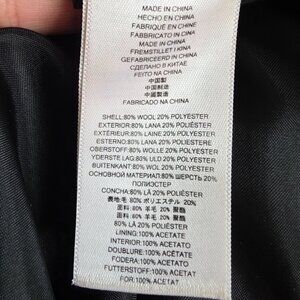 MADE IN CHINA
HECHO EN CHINA
FABRIQUÉ EN CHINE
FABBRICATO IN CINA
MADE IN CHINA
FREMSTILLET I KINA
GEFABRICEERD IN CHINA
СДЕЛАНО В КИТАЕ
FEITO NA CHINA
中国製
中国制造
中國製造
FABRICADO NA CHINA
SHELL:80% WOOL 20% POLYESTER
EXTERIOR:80% LANA 20% POLIÉSTER
EXTÉRIEUR:80% LAINE 20% POLYESTER
ESTERNO:80% LANA 20% POLIESTERE
OBERSTOFF:80% WOLLE 20% POLYESTER
YDERSTE LAG:80% ULD 20% POLYESTER
BUITENKANT:80% WOL 20% POLYESTER
ОСНОВНОЙ МАТЕРИАЛ:80% ШЕРСТЬ 20%
ПОЛИЭСТЕР
CONCHA:80% LÃ 20% POLIÉSTER
表地:毛 80% ポリエステル 20%
面料:80% 羊毛 20% 聚酯
面料:80% 羊毛 20% 聚酯
80% LÃ 20% POLIÉSTER
LINING:100% ACETATE
INTERIOR:100% ACETATO
DOUBLURE:100% ACÉTATE
FODERA:100% ACETATO
FUTTERSTOFF:100% ACETAT
FOR:100% ACETAT